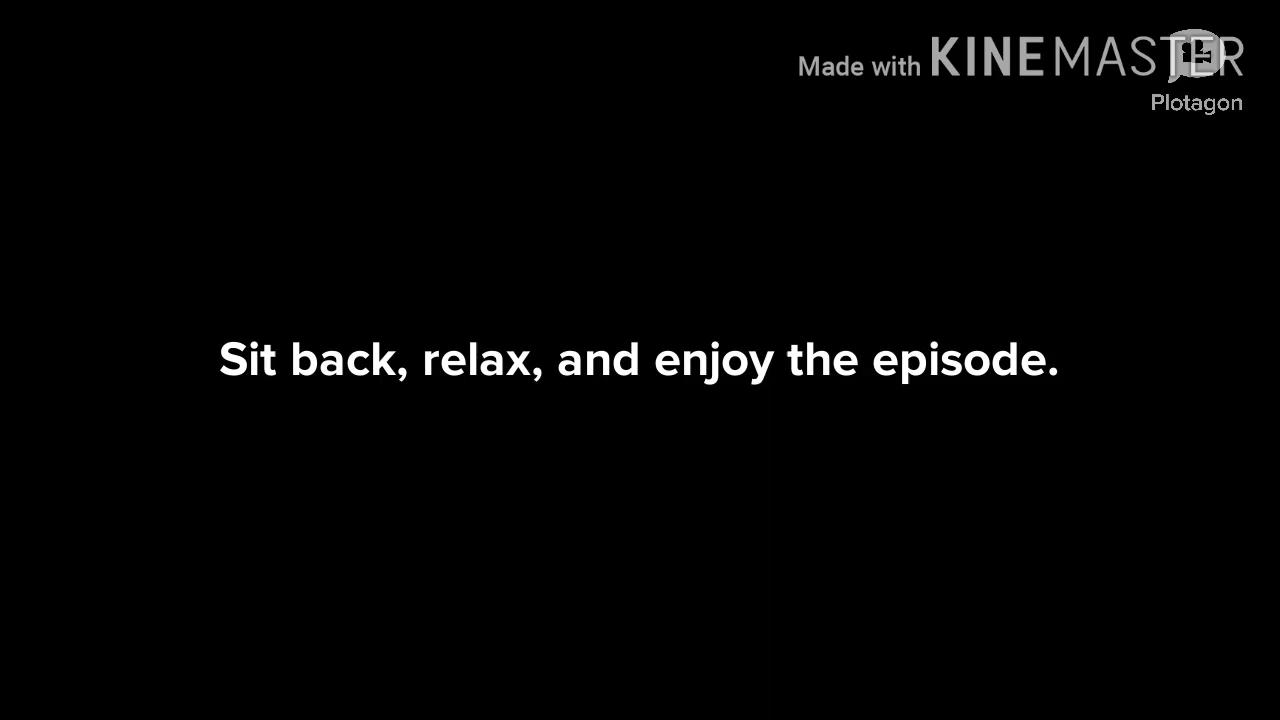 Made with KINEMASTER
Plotagon
Sit back, relax, and enjoy the episode.